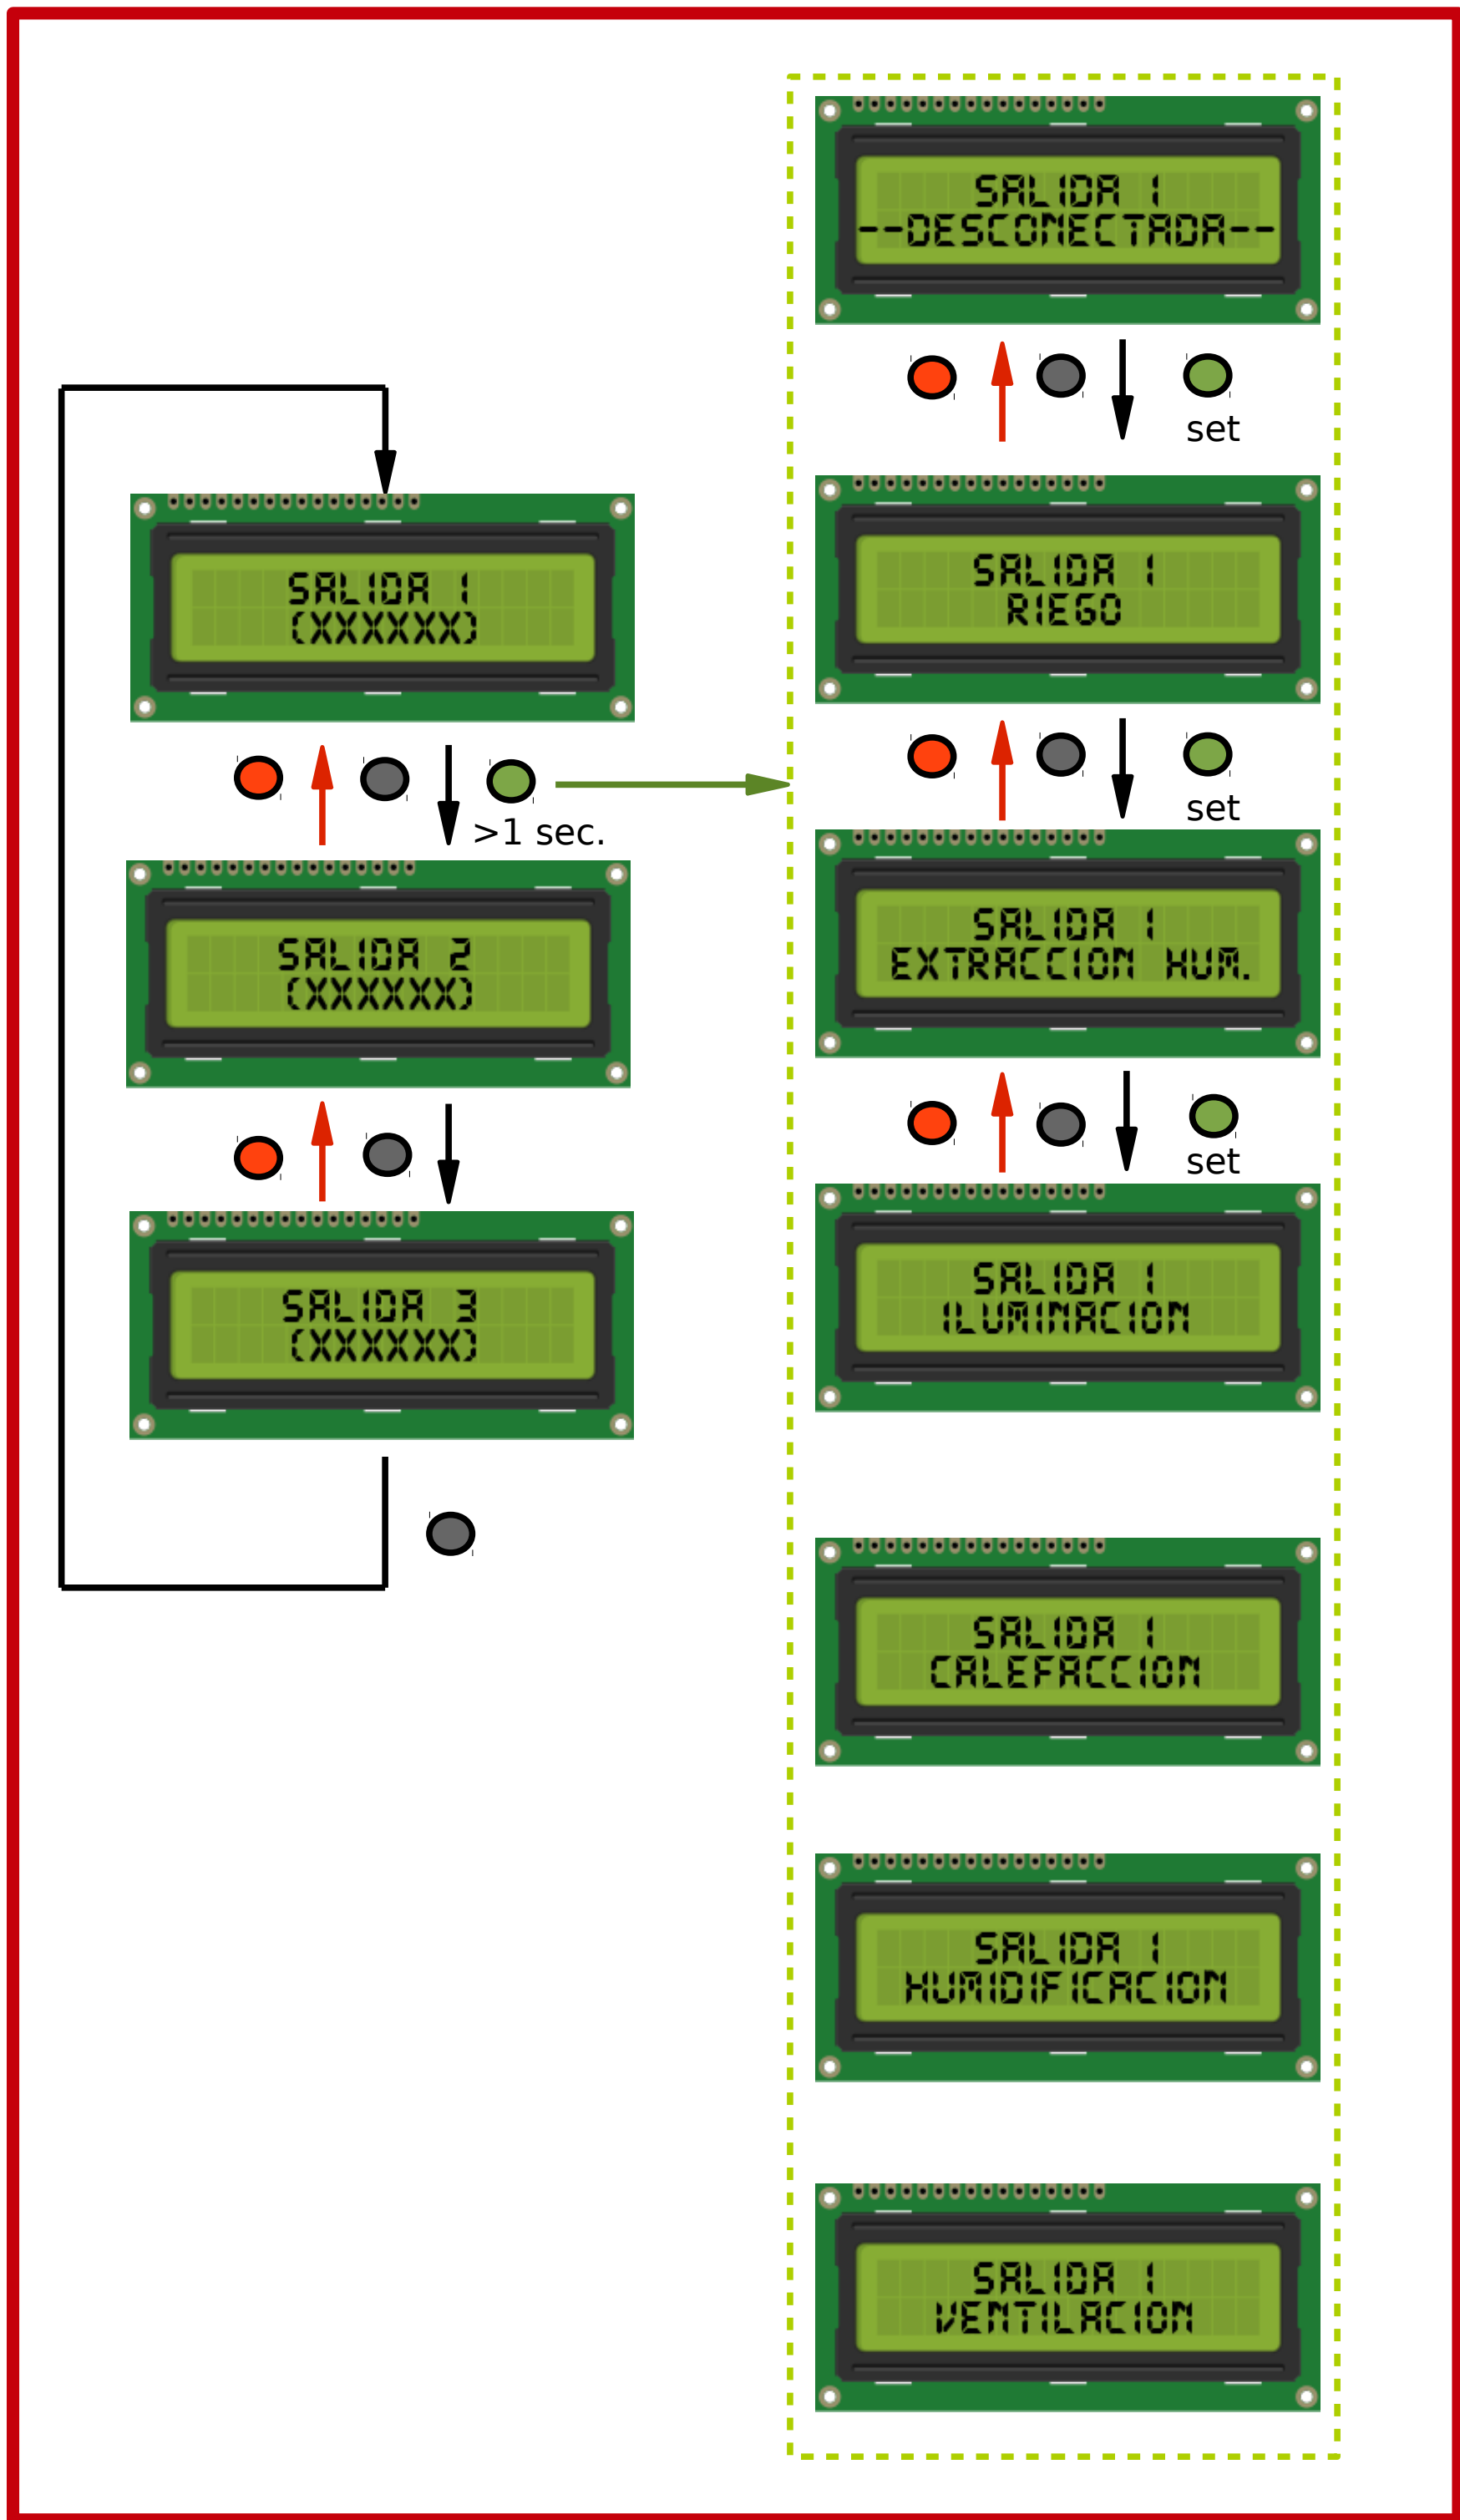 SALIDA 1
(XXXXXX)
>1 sec.
SALIDA 2
(XXXXXX)
SALIDA 3
(XXXXXX)
SALIDA 1
--DESCONECTADA--
set
SALIDA 1
RIEGO
set
SALIDA 1
EXTRACCION HUM.
set
SALIDA 1
ILUMINACION
SALIDA 1
CALEFACCION
SALIDA 1
HUMIDIFICACION
SALIDA 1
VENTILACION